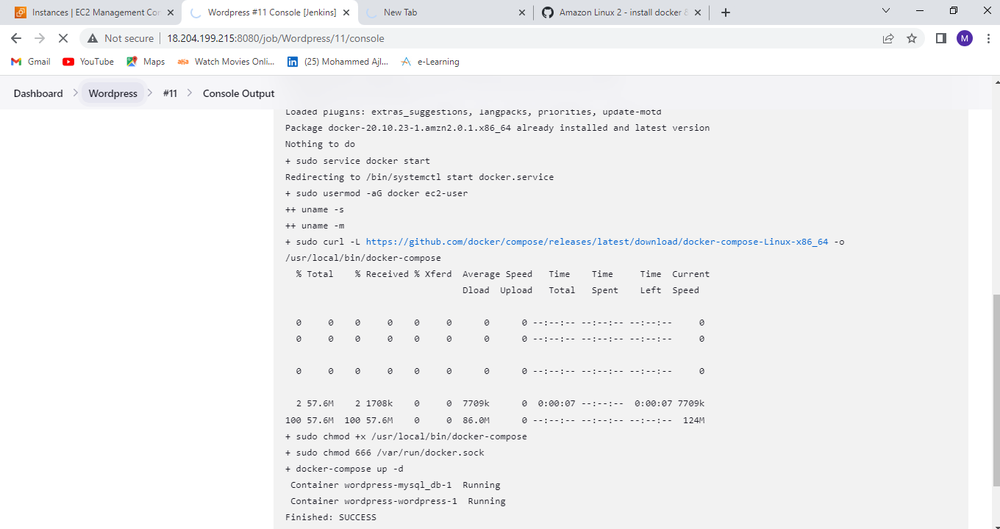 Instances | EC2 Management Con
Wordpress #11 Console [Jenkins]
New Tab
Amazon Linux 2 - install docker &
Not secure
18.204.199.215:8080/job/Wordpress/11/console
M
Gmail
YouTube
Maps
Watch Movies Onli...
(25) Mohammed Ajl...
e-Learning
Dashboard
Wordpress
#11
Console Output
Loaded plugins: extras_suggestions, langpacks, priorities, update-motd
Package docker-20.10.23-1.amzn2.0.1.x86_64 already installed and latest version
Nothing to do
+ sudo service docker start
Redirecting to /bin/systemctl start docker.service
+ sudo usermod -aG docker ec2-user
++ uname -s
++ uname -m
+ sudo curl -L https://github.com/docker/compose/releases/latest/download/docker-compose-Linux-x86_64 -o
/usr/local/bin/docker-compose
% Total % Received % Xferd Average Speed Time Time Time Current
Dload Upload Total Spent Left Speed
0 0 0 0 0 0 0 0 --:--:-- --:--:-- --:--:-- 0
0 0 0 0 0 0 0 0 --:--:-- --:--:-- --:--:-- 0
0 0 0 0 0 0 0 0 --:--:-- --:--:-- --:--:-- 0
2 57.6M 2 1708k 0 0 7709k 0 0:00:07 --:--:-- 0:00:07 7709k
100 57.6M 100 57.6M 0 0 86.0M 0 --:--:-- --:--:-- --:--:-- 124M
+ sudo chmod +x /usr/local/bin/docker-compose
+ sudo chmod 666 /var/run/docker.sock
+ docker-compose up -d
Container wordpress-mysql_db-1 Running
Container wordpress-wordpress-1 Running
Finished: SUCCESS